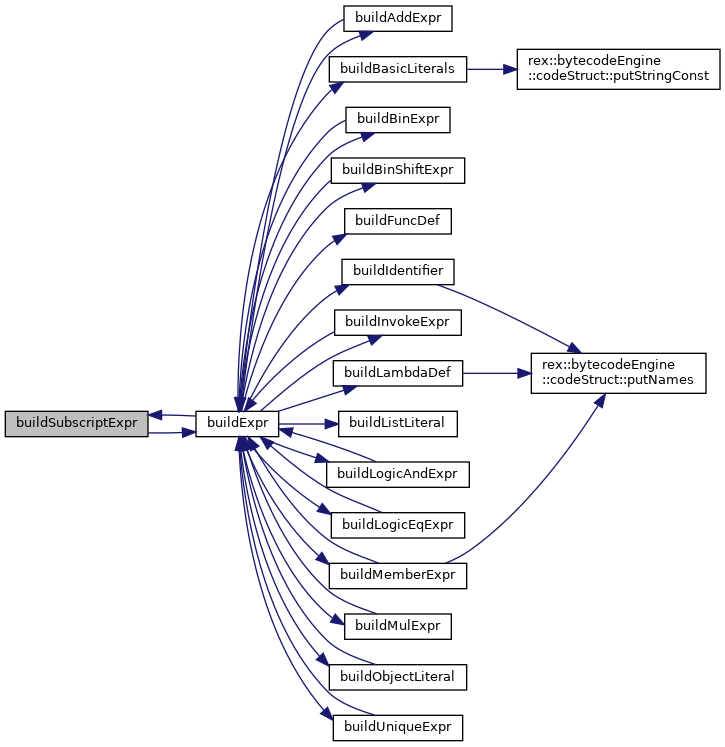 buildAddExpr
buildBasicLiterals
rex::bytecodeEngine
::codeStruct::putStringConst
buildBinExpr
buildBinShiftExpr
buildFuncDef
buildIdentifier
buildInvokeExpr
rex::bytecodeEngine
::codeStruct::putNames
buildLambdaDef
buildSubscriptExpr
buildExpr
buildListLiteral
buildLogicAndExpr
buildLogicEqExpr
buildMemberExpr
buildMulExpr
buildObjectLiteral
buildUniqueExpr